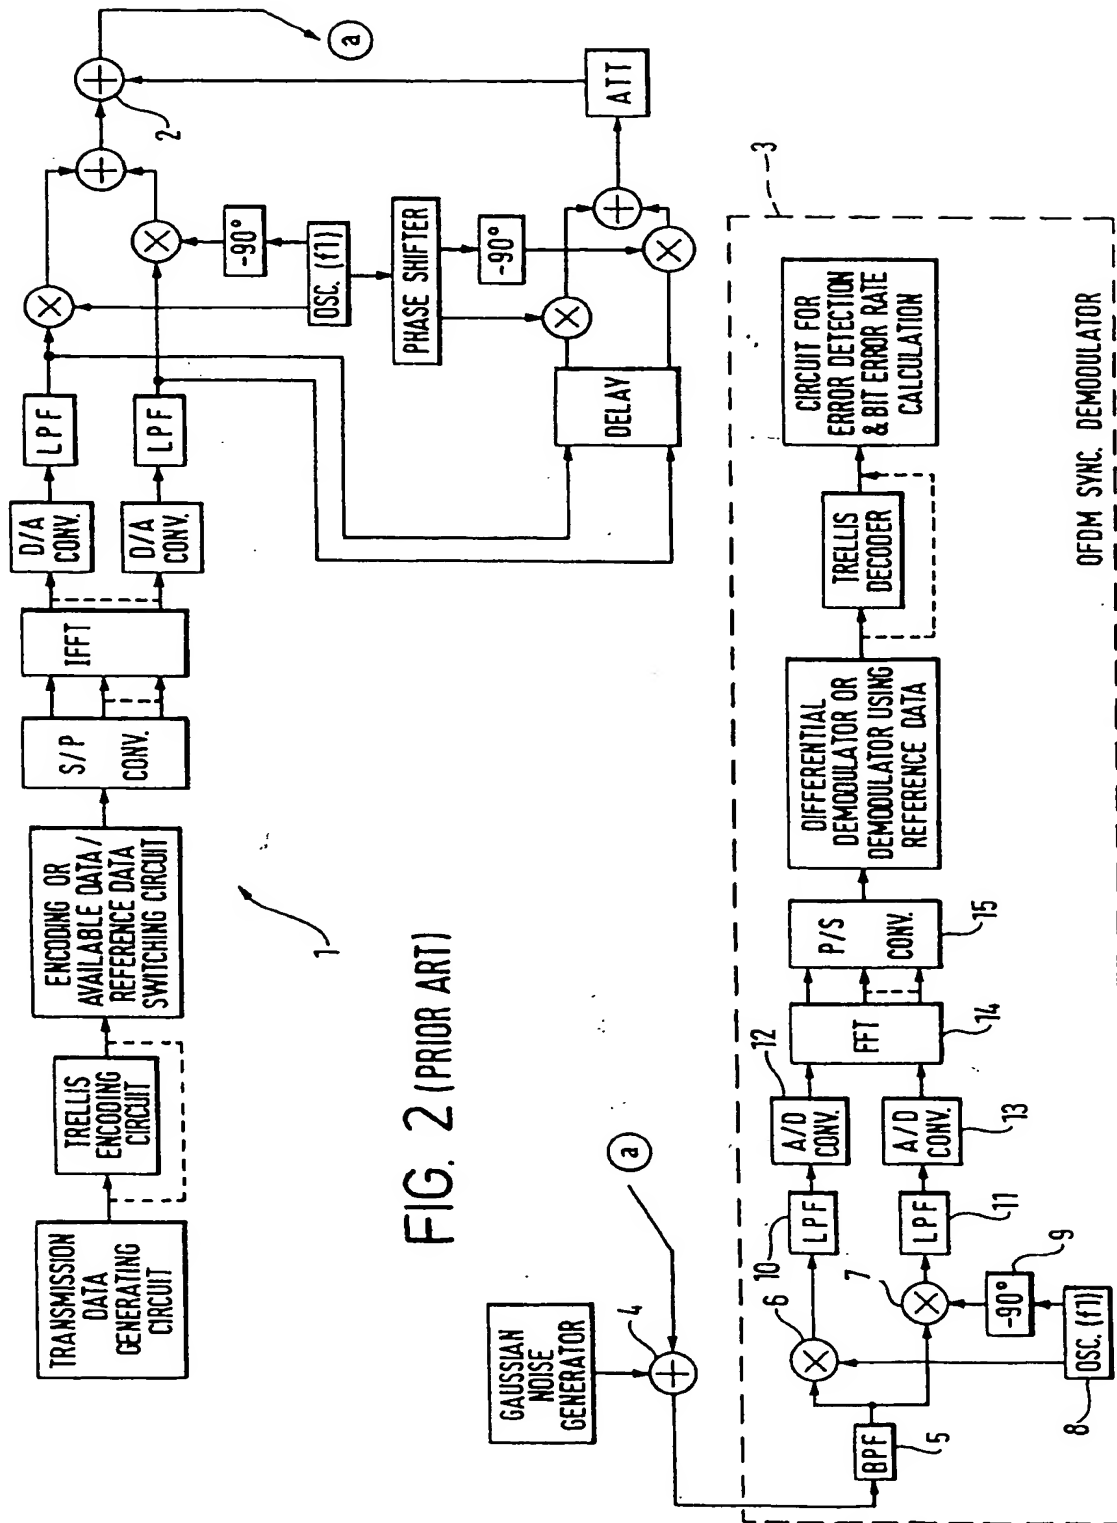 TRANSMISSION
DATA
GENERATING
CIRCUIT
TRELLIS
ENCODING
CIRCUIT
ENCODING OR
AVAILABLE DATA/
REFERENCE DATA
SWITCHING CIRCUIT
S/P
CONV.
IFFT
D/A
CONV.
D/A
CONV.
LPF
LPF
-90°
OSC. (f1)
PHASE SHIFTER
-90°
DELAY
ATT
2
a
1
FIG. 2 (PRIOR ART)
GAUSSIAN
NOISE
GENERATOR
4
a
3
BPF
5
6
7
OSC. (f1)
8
-90°
9
LPF
10
LPF
11
A/D
CONV.
12
A/D
CONV.
13
FFT
14
P/S
CONV.
15
DIFFERENTIAL
DEMODULATOR OR
DEMODULATOR USING
REFERENCE DATA
TRELLIS
DECODER
CIRCUIT FOR
ERROR DETECTION
& BIT ERROR RATE
CALCULATION
OFDM SYNC. DEMODULATOR